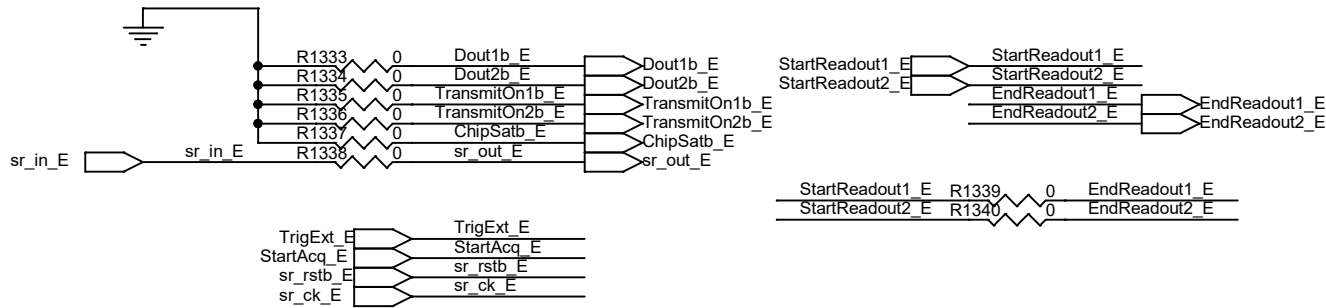 R1333 0 Dout1b_E Dout1b_E
R1334 0 Dout2b_E Dout2b_E
R1335 0 TransmitOn1b_E TransmitOn1b_E
R1336 0 TransmitOn2b_E TransmitOn2b_E
R1337 0 ChipSatb_E ChipSatb_E
sr_in_E sr_in_E R1338 0 sr_out_E sr_out_E
StartReadout1_E StartReadout1_E
StartReadout2_E StartReadout2_E
EndReadout1_E EndReadout1_E
EndReadout2_E EndReadout2_E
StartReadout1_E R1339 0 EndReadout1_E
StartReadout2_E R1340 0 EndReadout2_E
TrigExt_E TrigExt_E
StartAcq_E StartAcq_E
sr_rstb_E sr_rstb_E
sr_ck_E sr_ck_E